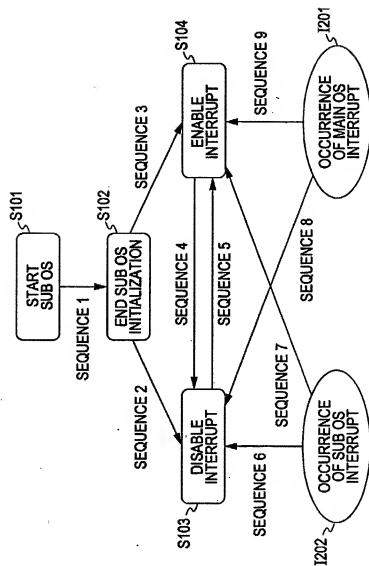 S101
START
SUB OS
SEQUENCE 1
S102
END SUB OS
INITIALIZATION
SEQUENCE 2
SEQUENCE 3
S103
DISABLE
INTERRUPT
S104
ENABLE
INTERRUPT
SEQUENCE 4
SEQUENCE 5
SEQUENCE 6
SEQUENCE 7
SEQUENCE 8
SEQUENCE 9
I202
OCCURRENCE
OF SUB OS
INTERRUPT
I201
OCCURRENCE
OF MAIN OS
INTERRUPT